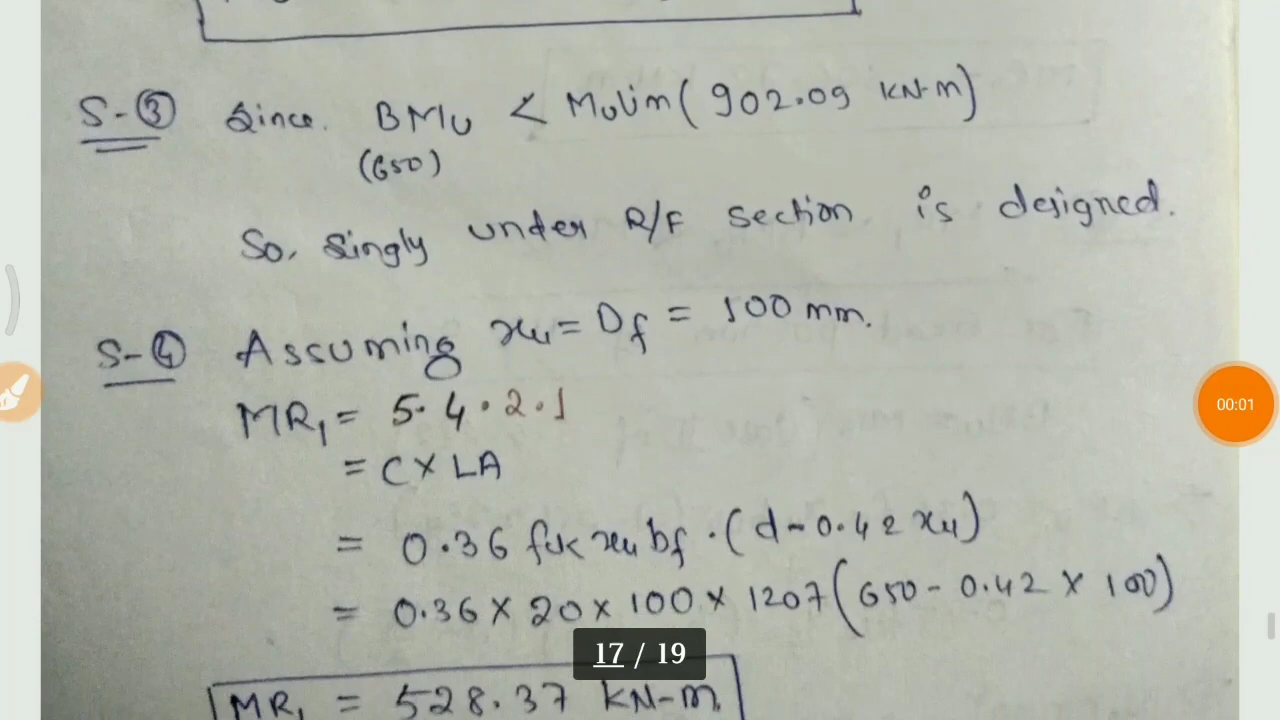 S-③ Since. BMu < Mulim (902.09 KN-m)
(650)
So, Singly under R/F section is designed.
S-④ Assuming xu = Df = 100 mm.
MR₁ = 5.4.2.1
= C X LA
= 0.36 fck xu bf . (d - 0.42 xu)
= 0.36 X 20 X 100 X 1207 (650 - 0.42 X 100)
MR₁ = 528.37 KN-m
17 / 19
00:01